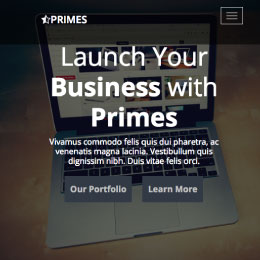 PRIMES
Launch Your
Business with
Primes
Vivamus commodo felis quis dui pharetra, ac
venenatis magna lacinia. Vestibullum quis
dignissim nibh. Duis vitae felis orci.
Our Portfolio
Learn More